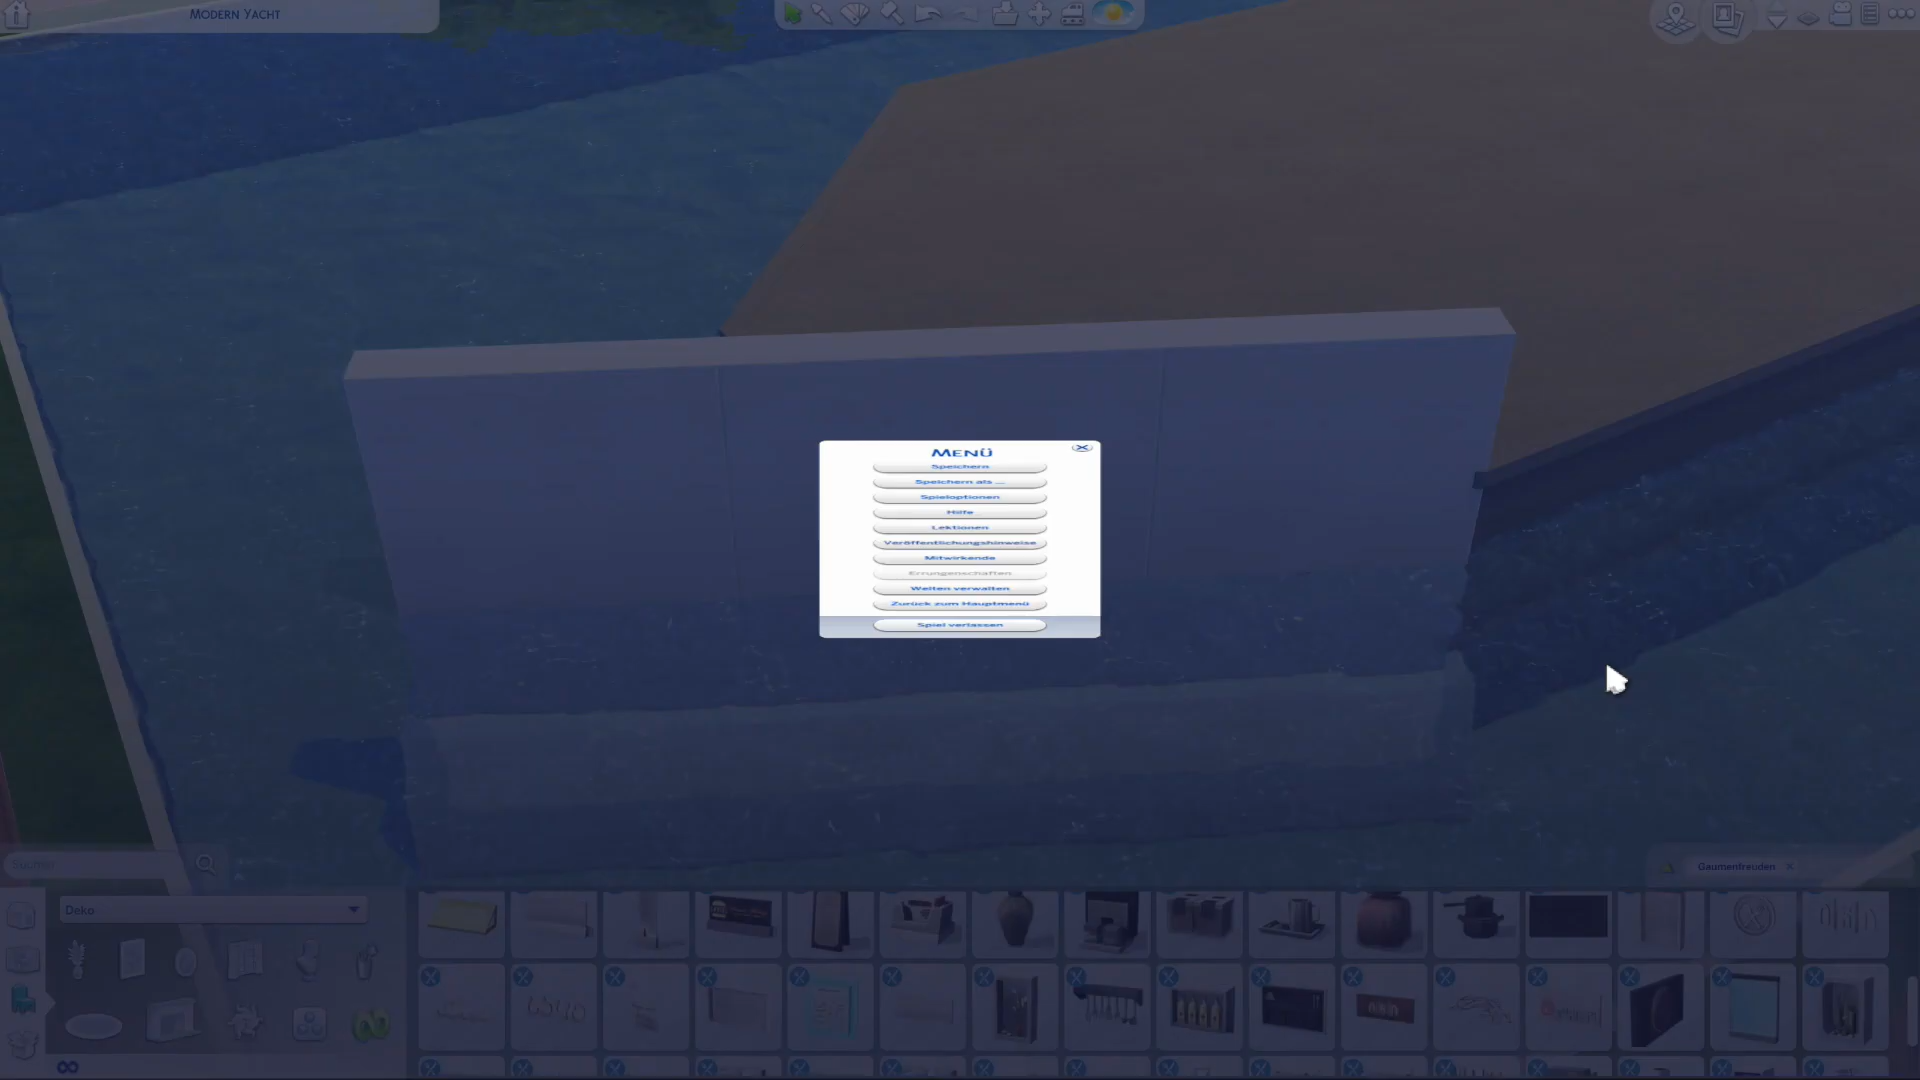 Modern Yacht
Menü
Speichern
Speichern als ...
Spieloptionen
Hilfe
Lektionen
Veröffentlichungshinweise
Mitwirkende
Errungenschaften
Welten verwalten
Zurück zum Hauptmenü
Spiel verlassen
Gaumenfreuden
Deko